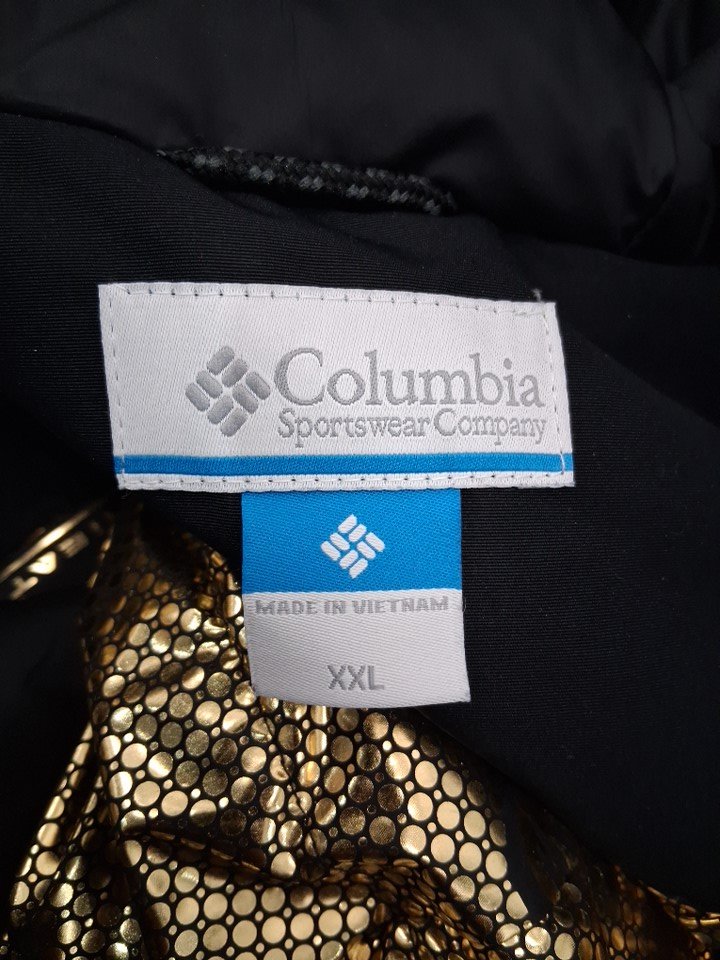 Columbia
Sportswear Company
MADE IN VIETNAM
XXL